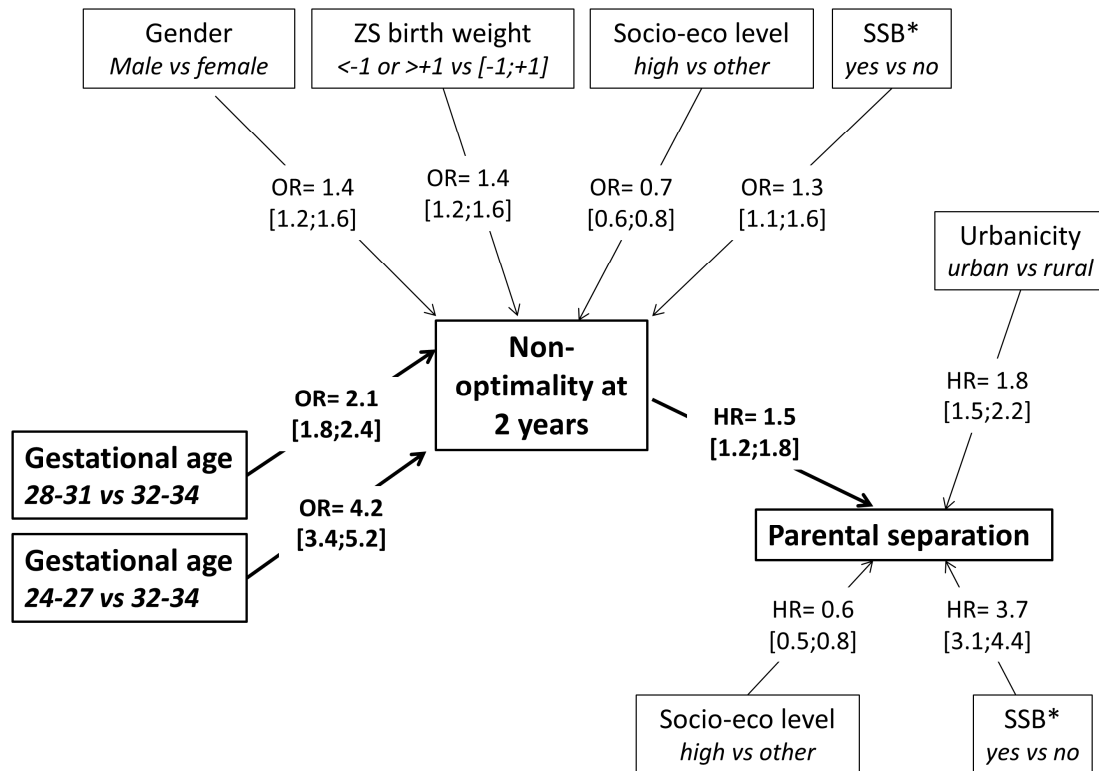 Gender
Male vs female
ZS birth weight
<-1 or >+1 vs [-1;+1]
Socio-eco level
high vs other
SSB*
yes vs no
OR= 1.4
[1.2;1.6]
OR= 1.4
[1.2;1.6]
OR= 0.7
[0.6;0.8]
OR= 1.3
[1.1;1.6]
Urbanicity
urban vs rural
Non-
optimality at
2 years
OR= 2.1
[1.8;2.4]
HR= 1.8
[1.5;2.2]
HR= 1.5
[1.2;1.8]
Gestational age
28-31 vs 32-34
OR= 4.2
[3.4;5.2]
Gestational age
24-27 vs 32-34
Parental separation
HR= 0.6
[0.5;0.8]
HR= 3.7
[3.1;4.4]
Socio-eco level
high vs other
SSB*
yes vs no